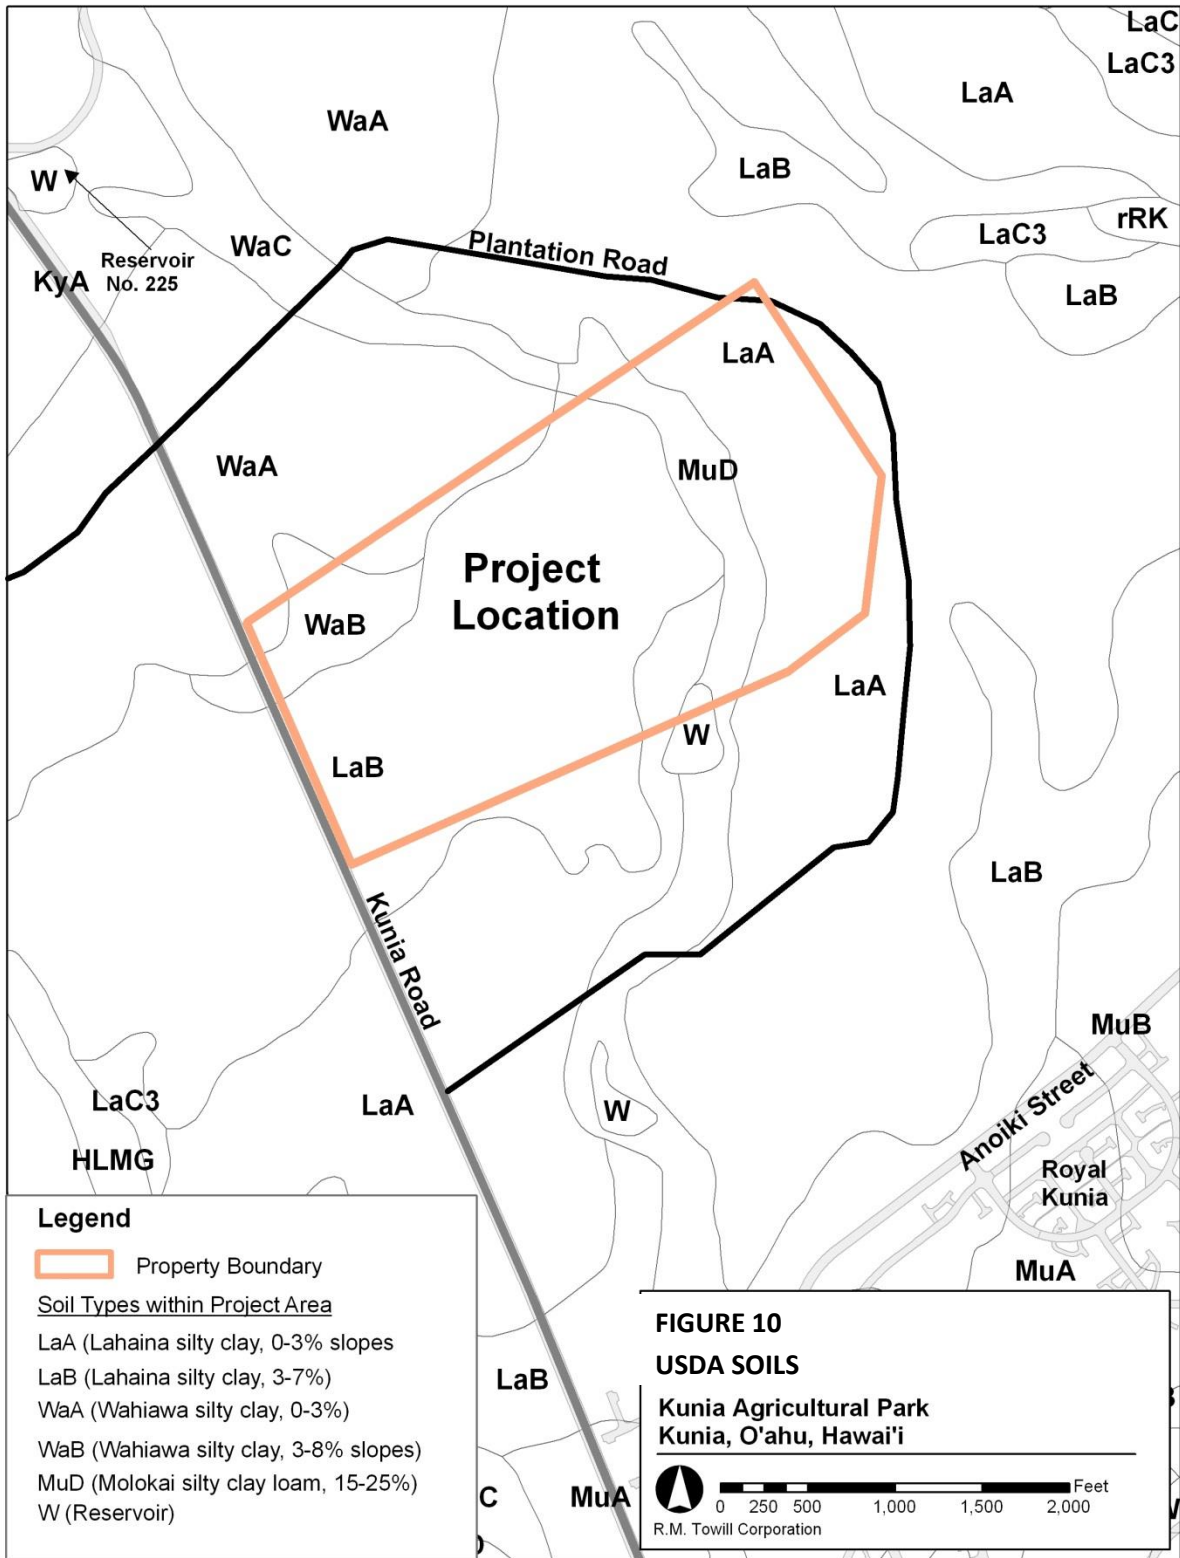 LaC
LaC3
LaA
WaA
LaB
W
rRK
LaC3
WaC
Plantation Road
Reservoir
No. 225
KyA
LaB
LaA
WaA
MuD
Project
Location
WaB
LaA
W
LaB
LaB
Kunia Road
MuB
LaC3
LaA
W
Anoiki Street
HLMG
Royal
Kunia
MuA
Legend
Property Boundary
Soil Types within Project Area
LaA (Lahaina silty clay, 0-3% slopes
LaB (Lahaina silty clay, 3-7%)
WaA (Wahiawa silty clay, 0-3%)
WaB (Wahiawa silty clay, 3-8% slopes)
MuD (Molokai silty clay loam, 15-25%)
W (Reservoir)
LaB
C
MuA
FIGURE 10
USDA SOILS
Kunia Agricultural Park
Kunia, O'ahu, Hawai'i
Feet
0 250 500 1,000 1,500 2,000
R.M. Towill Corporation